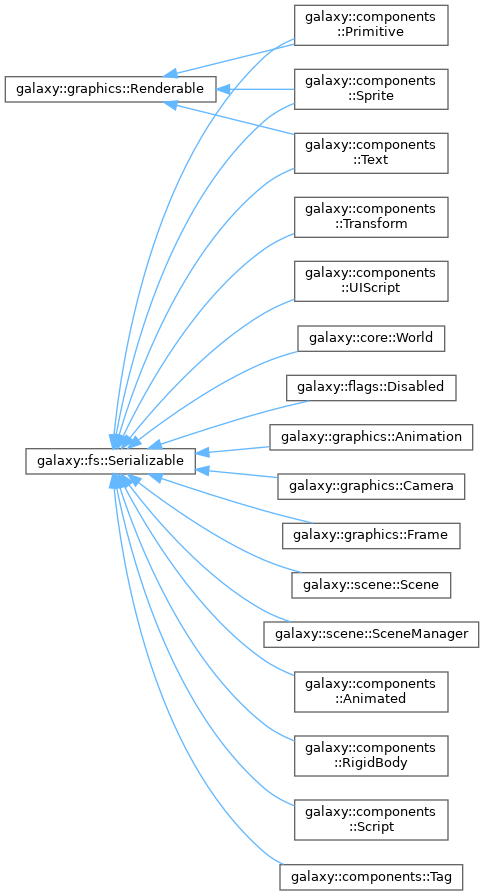 galaxy::components
::Primitive
galaxy::graphics::Renderable
galaxy::components
::Sprite
galaxy::components
::Text
galaxy::components
::Transform
galaxy::components
::UIScript
galaxy::core::World
galaxy::flags::Disabled
galaxy::graphics::Animation
galaxy::fs::Serializable
galaxy::graphics::Camera
galaxy::graphics::Frame
galaxy::scene::Scene
galaxy::scene::SceneManager
galaxy::components
::Animated
galaxy::components
::RigidBody
galaxy::components
::Script
galaxy::components::Tag